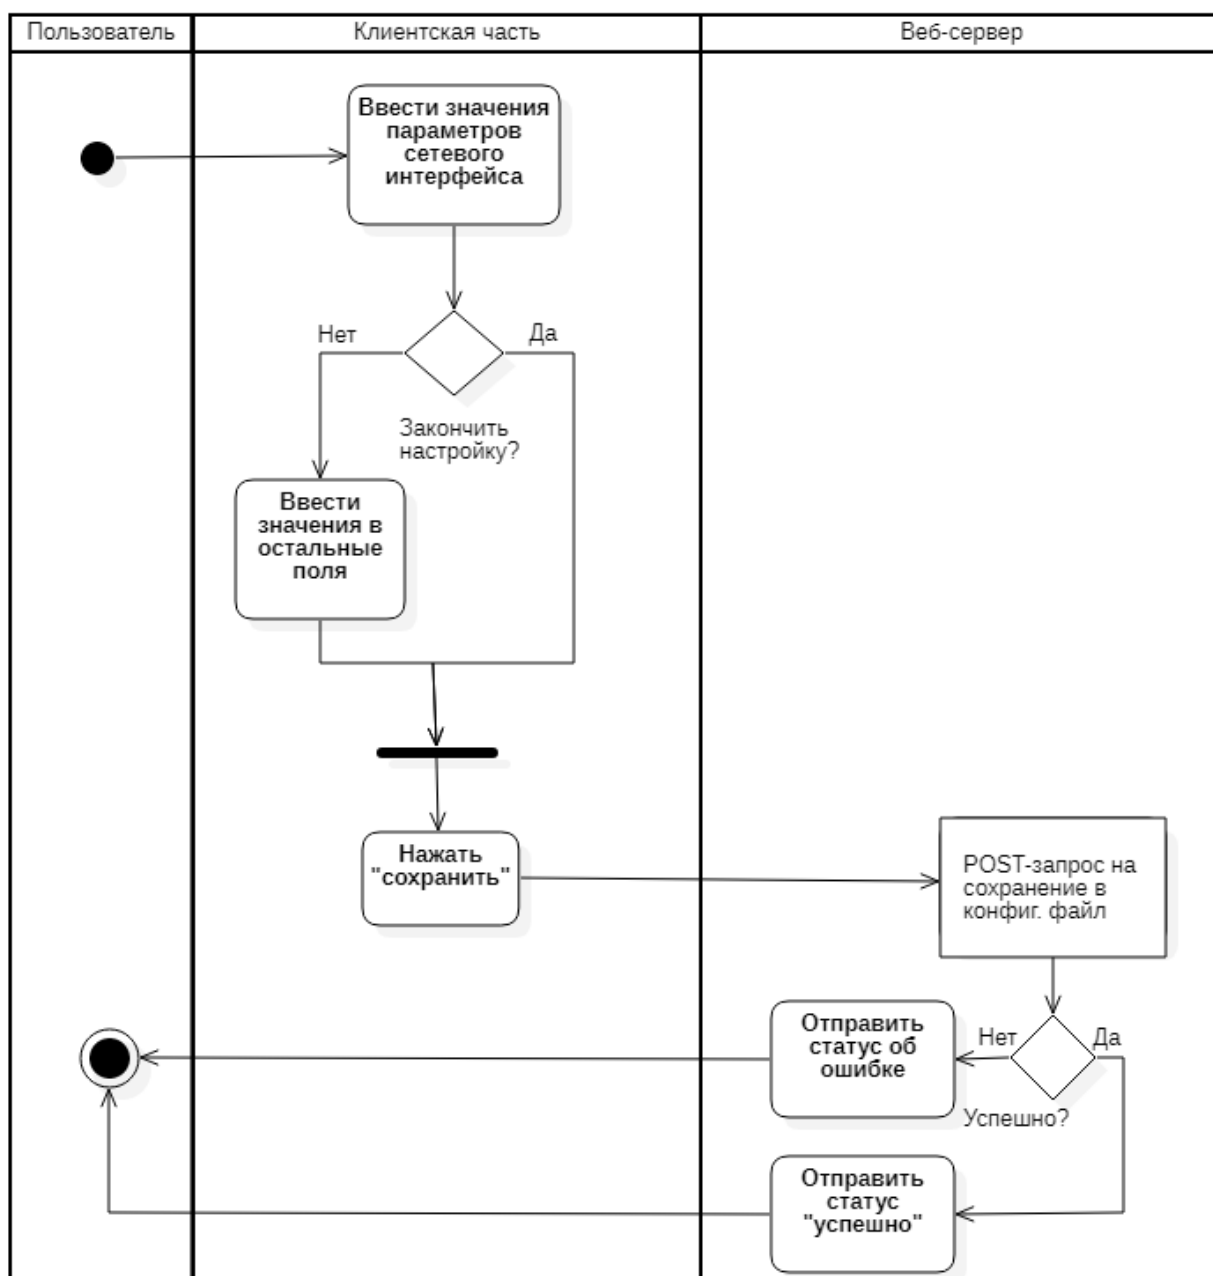 Пользователь
Клиентская часть
Веб-сервер
Ввести значения
параметров
сетевого
интерфейса
Нет
Да
Закончить
настройку?
Ввести
значения в
остальные
поля
Нажать
"сохранить"
POST-запрос на
сохранение в
конфиг. файл
Отправить
статус об
ошибке
Нет
Да
Успешно?
Отправить
статус
"успешно"